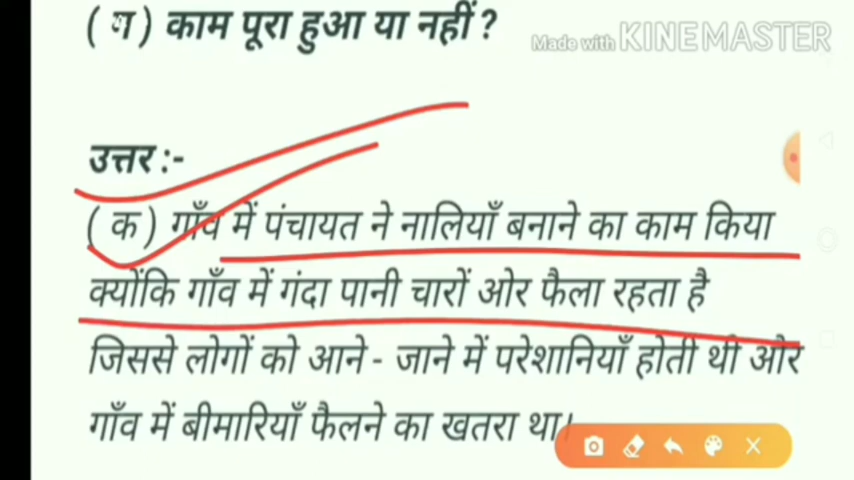 ( ग ) काम पूरा हुआ या नहीं ?
Made with KINEMASTER
उत्तर :-
( क ) गाँव में पंचायत ने नालियाँ बनाने का काम किया
क्योंकि गाँव में गंदा पानी चारों ओर फैला रहता है
जिससे लोगों को आने - जाने में परेशानियाँ होती थी और
गाँव में बीमारियाँ फैलने का खतरा था।